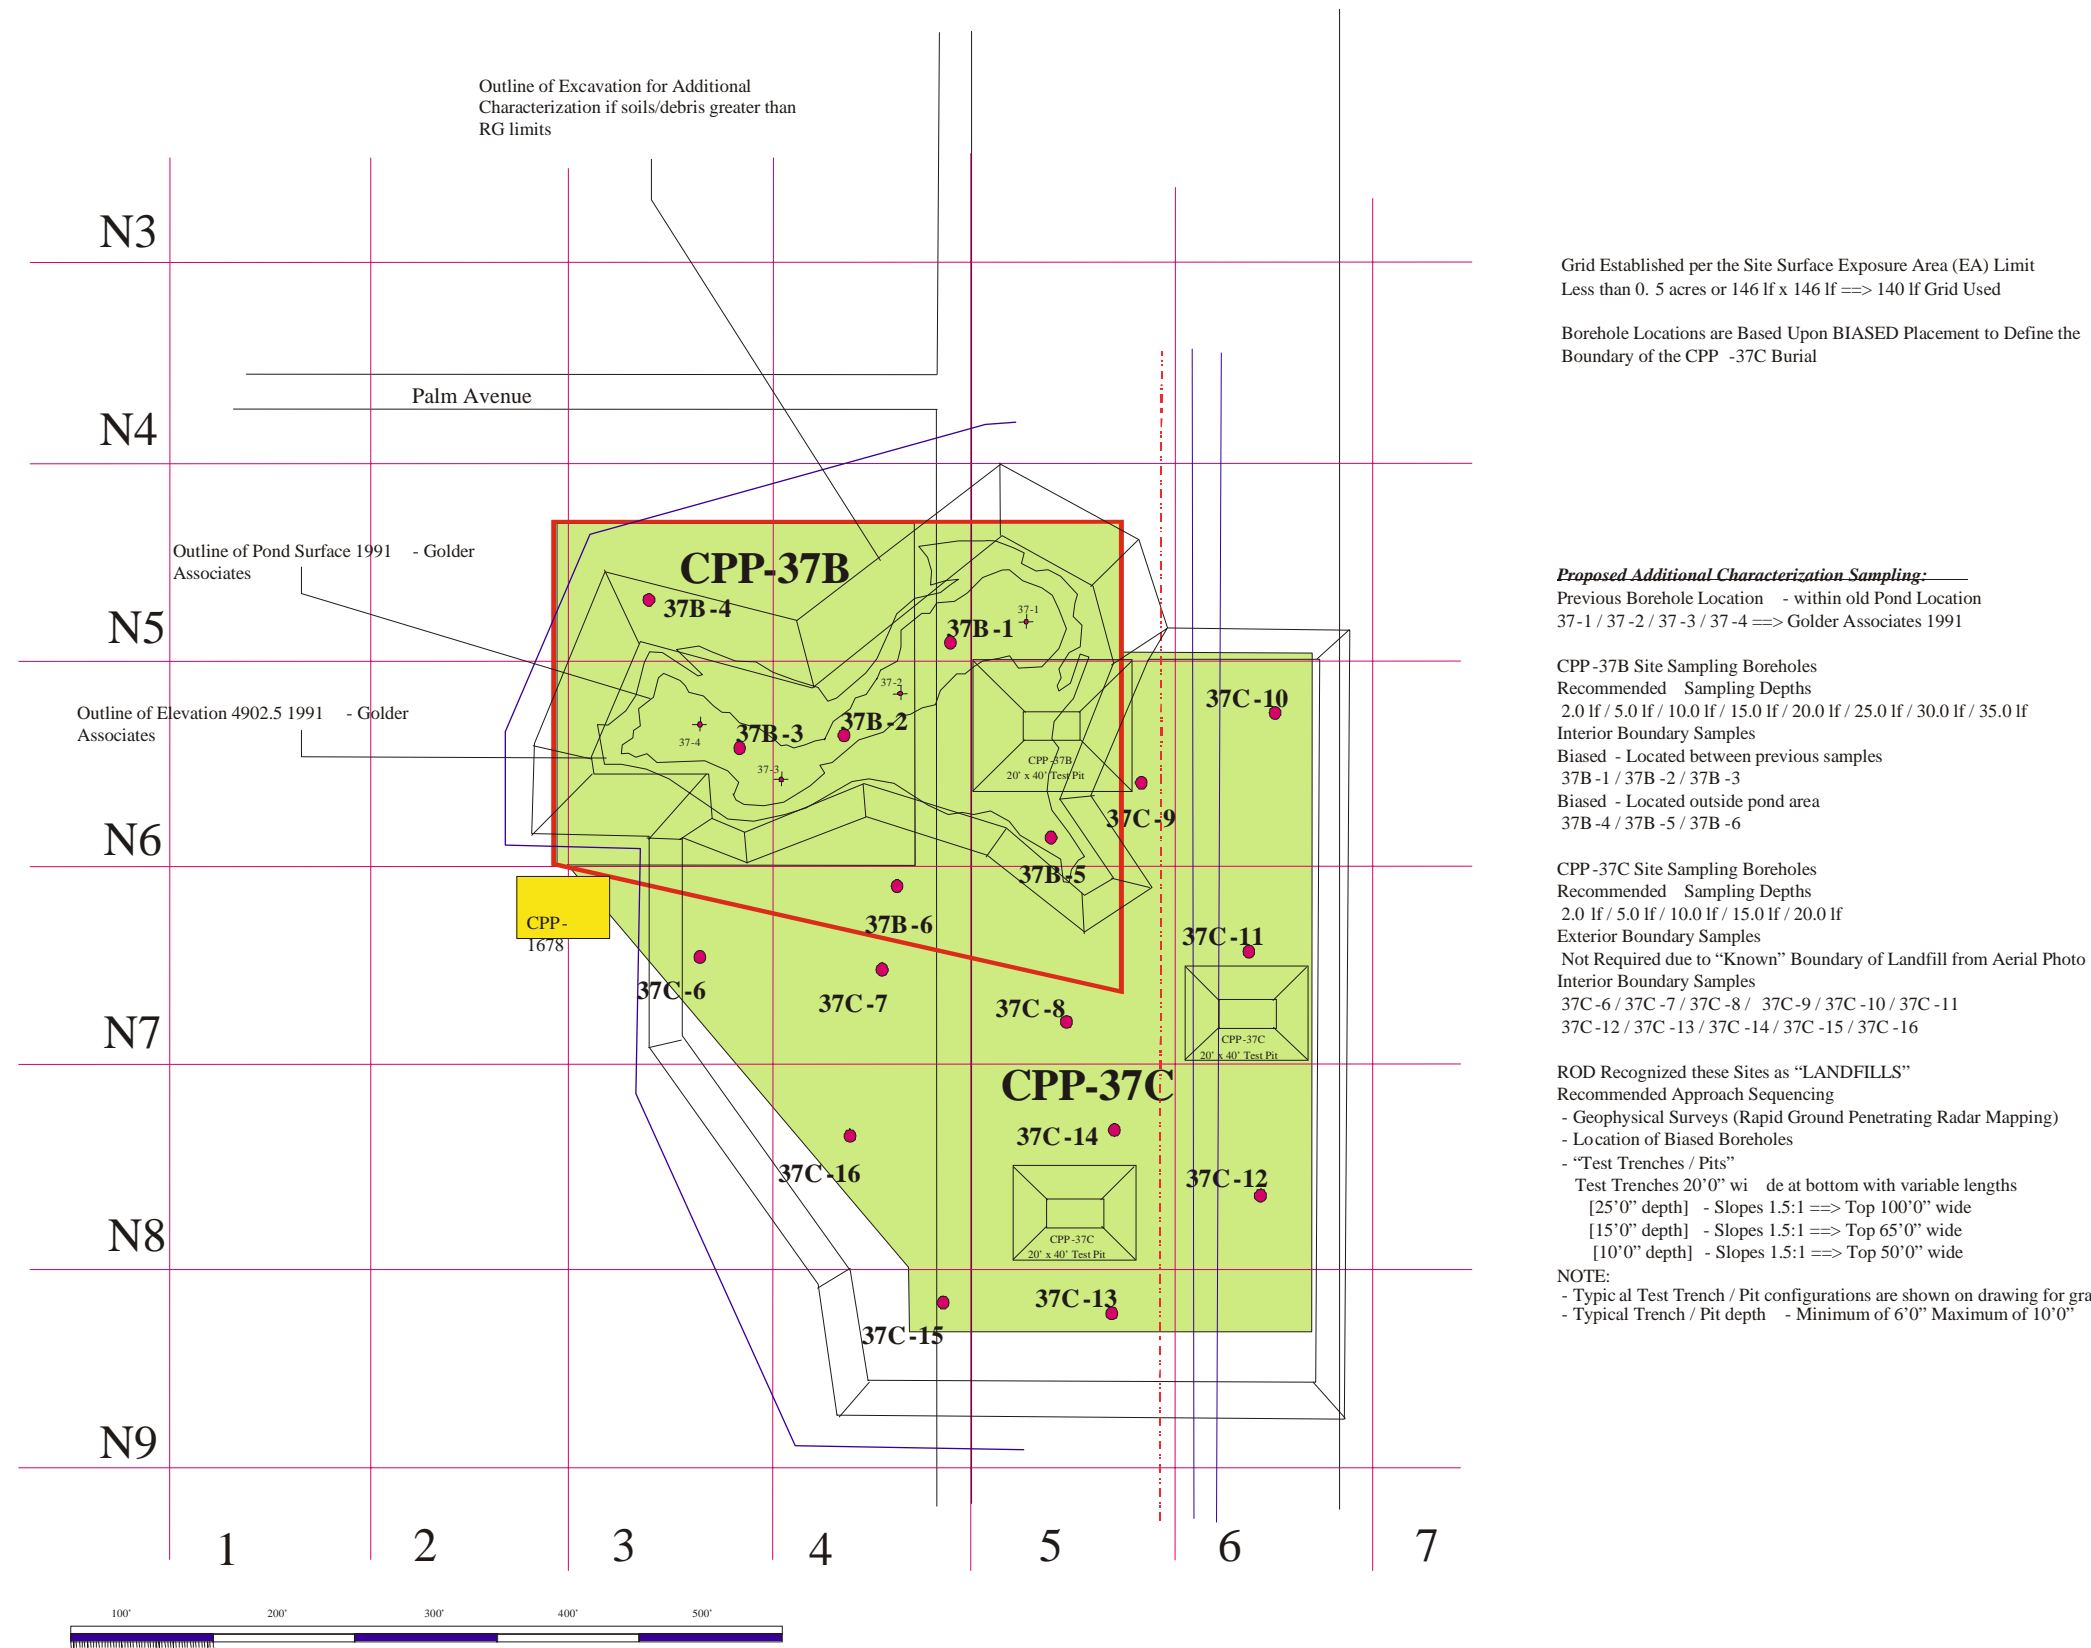 Outline of Excavation for Additional
Characterization if soils/debris greater than
RG limits
N3
Grid Established per the Site Surface Exposure Area (EA) Limit
Less than 0. 5 acres or 146 lf x 146 lf ==> 140 lf Grid Used
Borehole Locations are Based Upon BIASED Placement to Define the
Boundary of the CPP -37C Burial
Palm Avenue
N4
Outline of Pond Surface 1991 - Golder
Associates
CPP-37B
37B-4
37-1
37B-1
N5
37-2
37C-10
Outline of Elevation 4902.5 1991 - Golder
Associates
37B-2
37B-3
37-4
37-3
CPP-37B
20' x 40' Test Pit
37C-9
N6
37B-5
CPP-
1678
37B-6
37C-11
37C-6
37C-7
37C-8
N7
CPP-37C
20' x 40' Test Pit
CPP-37C
37C-14
37C-16
37C-12
N8
CPP-37C
20' x 40' Test Pit
37C-13
37C-15
N9
1 2 3 4 5 6 7
100' 200' 300' 400' 500'
Proposed Additional Characterization Sampling:
Previous Borehole Location - within old Pond Location
37-1 / 37-2 / 37-3 / 37-4 ==> Golder Associates 1991
CPP-37B Site Sampling Boreholes
Recommended Sampling Depths
2.0 lf / 5.0 lf / 10.0 lf / 15.0 lf / 20.0 lf / 25.0 lf / 30.0 lf / 35.0 lf
Interior Boundary Samples
Biased - Located between previous samples
37B-1 / 37B-2 / 37B-3
Biased - Located outside pond area
37B-4 / 37B-5 / 37B-6
CPP-37C Site Sampling Boreholes
Recommended Sampling Depths
2.0 lf / 5.0 lf / 10.0 lf / 15.0 lf / 20.0 lf
Exterior Boundary Samples
Not Required due to “Known” Boundary of Landfill from Aerial Photo
Interior Boundary Samples
37C-6 / 37C-7 / 37C-8 / 37C-9 / 37C-10 / 37C-11
37C-12 / 37C-13 / 37C-14 / 37C-15 / 37C-16
ROD Recognized these Sites as “LANDFILLS”
Recommended Approach Sequencing
- Geophysical Surveys (Rapid Ground Penetrating Radar Mapping)
- Location of Biased Boreholes
- “Test Trenches / Pits”
Test Trenches 20’0” wi de at bottom with variable lengths
[25’0” depth] - Slopes 1.5:1 ==> Top 100’0” wide
[15’0” depth] - Slopes 1.5:1 ==> Top 65’0” wide
[10’0” depth] - Slopes 1.5:1 ==> Top 50’0” wide
NOTE:
- Typic al Test Trench / Pit configurations are shown on drawing for gra
- Typical Trench / Pit depth - Minimum of 6’0” Maximum of 10’0”